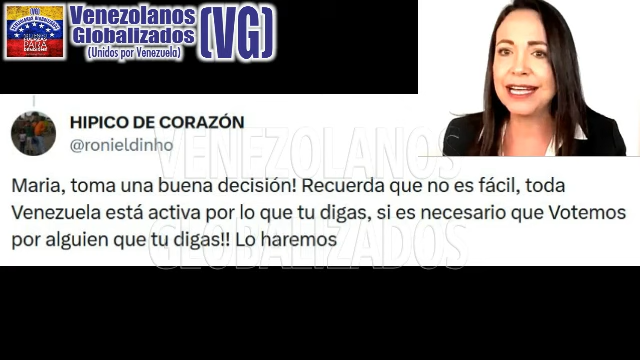 Venezolanos
Globalizados (VG)
(Unidos por Venezuela)
HIPICO DE CORAZÓN
@ronieldinho
Maria, toma una buena decisión! Recuerda que no es fácil, toda
Venezuela está activa por lo que tu digas, si es necesario que Votemos
por alguien que tu digas!! Lo haremos
VENEZOLANOS
GLOBALIZADOS